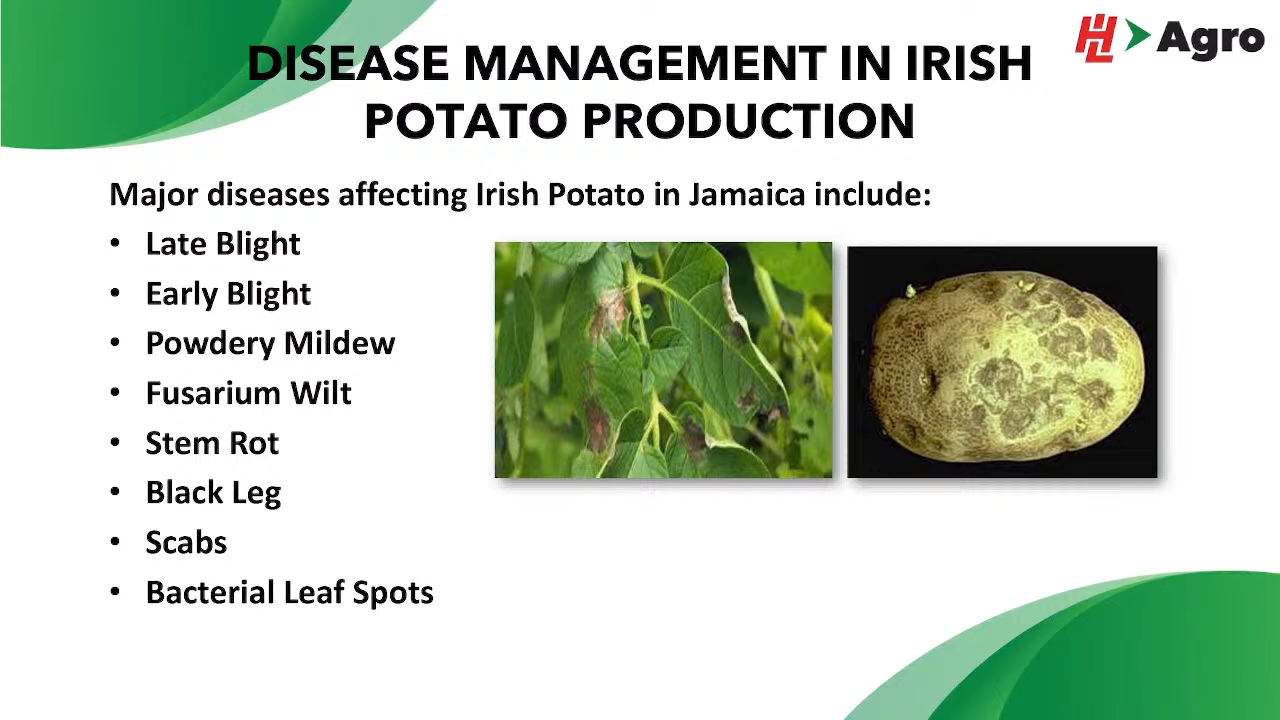 HL Agro
DISEASE MANAGEMENT IN IRISH
POTATO PRODUCTION
Major diseases affecting Irish Potato in Jamaica include:
• Late Blight
• Early Blight
• Powdery Mildew
• Fusarium Wilt
• Stem Rot
• Black Leg
• Scabs
• Bacterial Leaf Spots